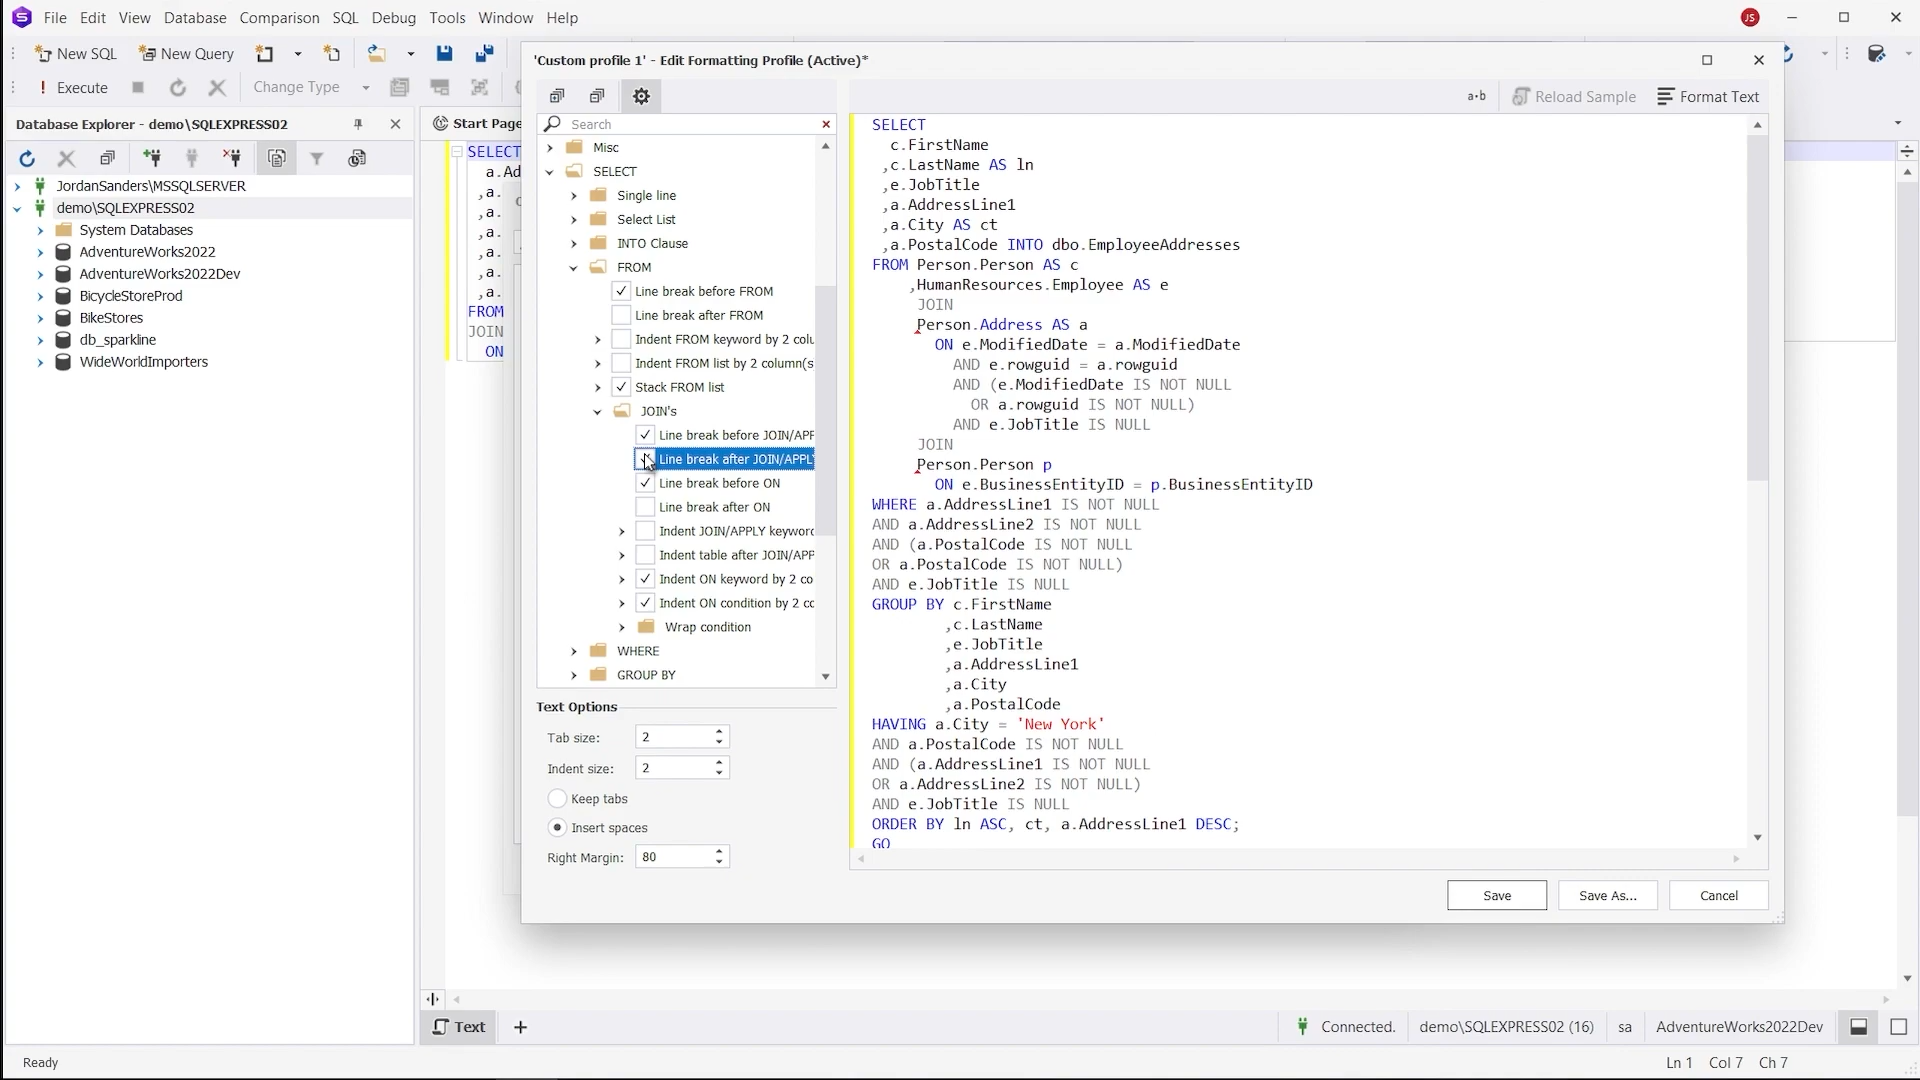 File Edit View Database Comparison SQL Debug Tools Window Help
JS
New SQL New Query
Execute Change Type
Database Explorer - demo\SQLEXPRESS02
JordanSanders\MSSQLSERVER
demo\SQLEXPRESS02
System Databases
AdventureWorks2022
AdventureWorks2022Dev
BicycleStoreProd
BikeStores
db_sparkline
WideWorldImporters
Start Page
SELECT
a.Ad
,a.
,a.
,a.
,a.
,a.
,a.
FROM
JOIN
ON
'Custom profile 1' - Edit Formatting Profile (Active)*
Search
Misc
SELECT
Single line
Select List
INTO Clause
FROM
Line break before FROM
Line break after FROM
Indent FROM keyword by 2 colu
Indent FROM list by 2 column(s
Stack FROM list
JOIN's
Line break before JOIN/APP
Line break after JOIN/APPLY
Line break before ON
Line break after ON
Indent JOIN/APPLY keyword
Indent table after JOIN/APP
Indent ON keyword by 2 co
Indent ON condition by 2 cc
Wrap condition
WHERE
GROUP BY
Text Options
Tab size: 2
Indent size: 2
Keep tabs
Insert spaces
Right Margin: 80
a-b Reload Sample Format Text
SELECT
c.FirstName
,c.LastName AS ln
,e.JobTitle
,a.AddressLine1
,a.City AS ct
,a.PostalCode INTO dbo.EmployeeAddresses
FROM Person.Person AS c
,HumanResources.Employee AS e
JOIN
Person.Address AS a
ON e.ModifiedDate = a.ModifiedDate
AND e.rowguid = a.rowguid
AND (e.ModifiedDate IS NOT NULL
OR a.rowguid IS NOT NULL)
AND e.JobTitle IS NULL
JOIN
Person.Person p
ON e.BusinessEntityID = p.BusinessEntityID
WHERE a.AddressLine1 IS NOT NULL
AND a.AddressLine2 IS NOT NULL
AND (a.PostalCode IS NOT NULL
OR a.PostalCode IS NOT NULL)
AND e.JobTitle IS NULL
GROUP BY c.FirstName
,c.LastName
,e.JobTitle
,a.AddressLine1
,a.City
,a.PostalCode
HAVING a.City = 'New York'
AND a.PostalCode IS NOT NULL
AND (a.AddressLine1 IS NOT NULL
OR a.AddressLine2 IS NOT NULL)
AND e.JobTitle IS NULL
ORDER BY ln ASC, ct, a.AddressLine1 DESC;
GO
Save Save As... Cancel
Text
Connected. demo\SQLEXPRESS02 (16) sa AdventureWorks2022Dev
Ready Ln 1 Col 7 Ch 7